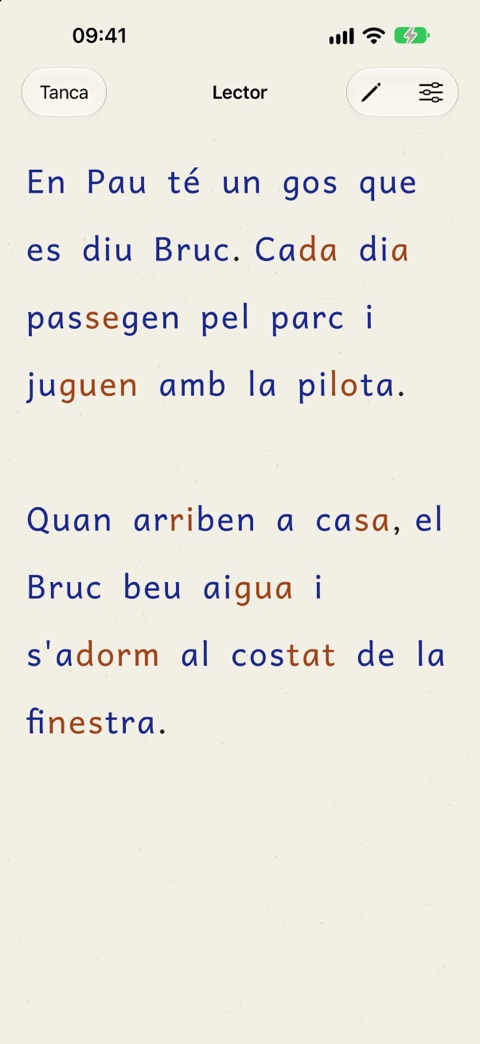 09:41
Tanca
Lector
En Pau té un gos que
es diu Bruc. Cada dia
passegen pel parc i
juguen amb la pilota.
Quan arriben a casa, el
Bruc beu aigua i
s'adorm al costat de la
finestra.